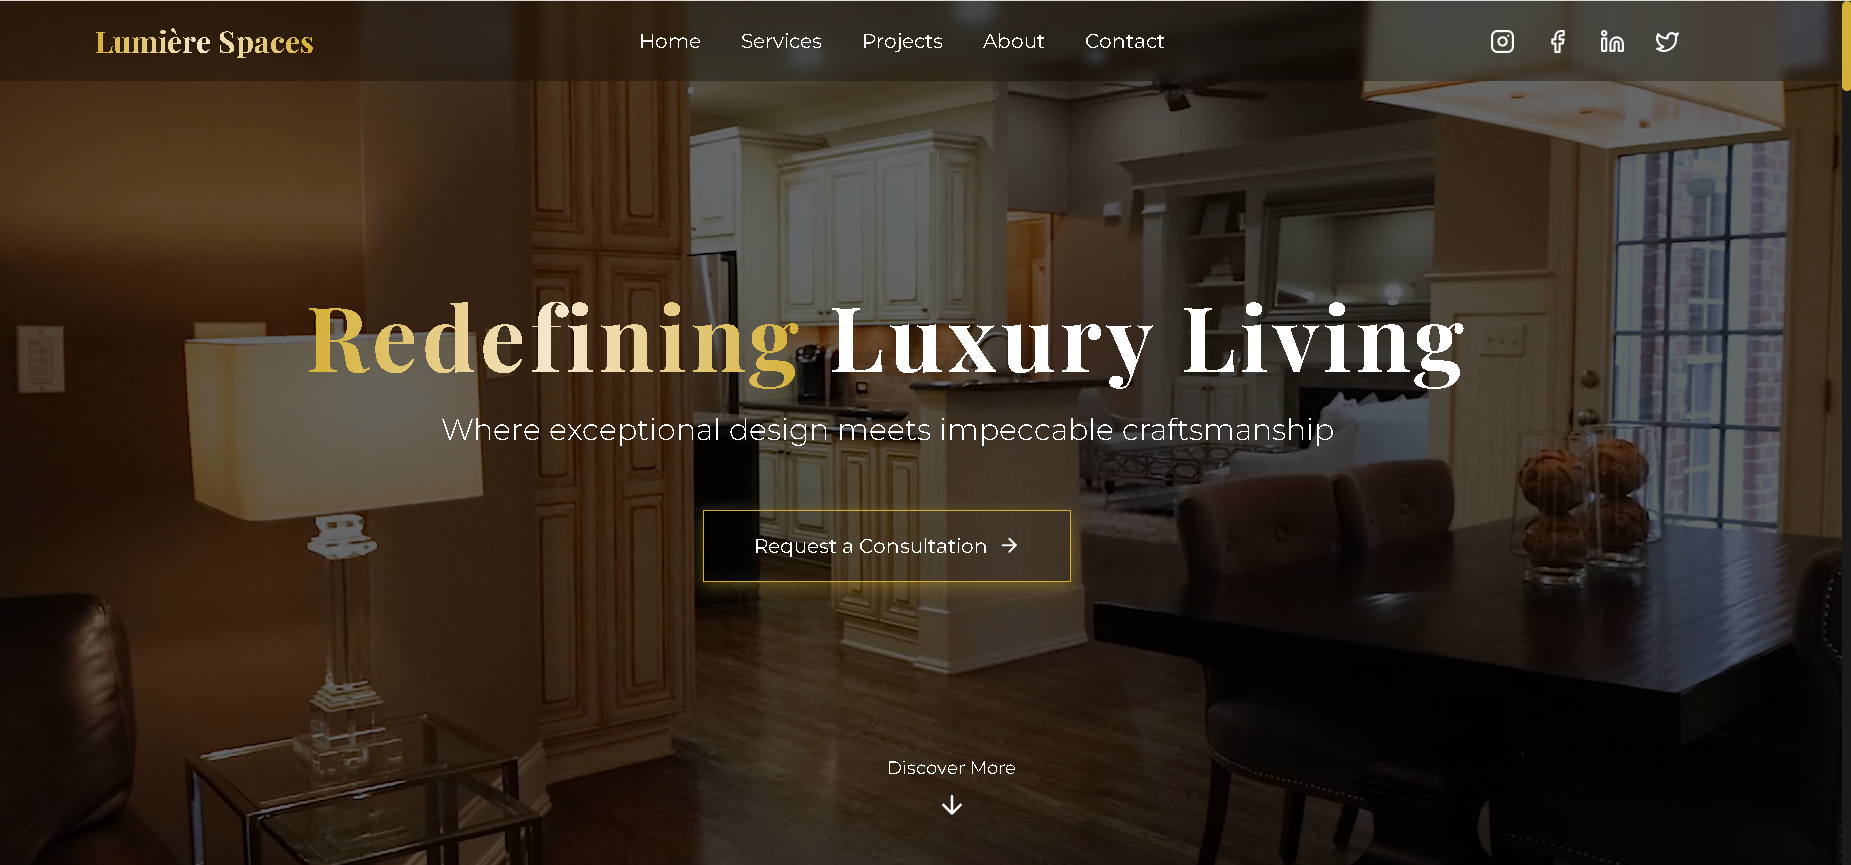 Lumière Spaces
Home Services Projects About Contact
Redefining Luxury Living
Where exceptional design meets impeccable craftsmanship
Request a Consultation →
Discover More
↓